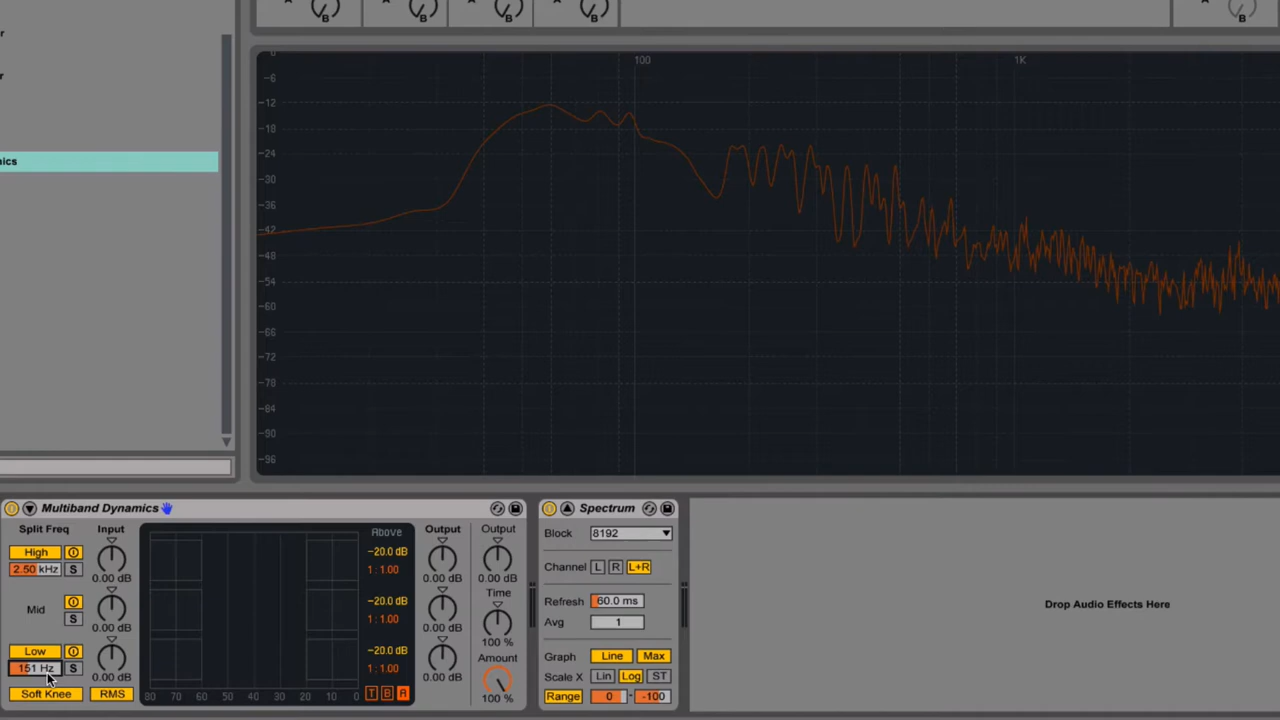 B B B B B
r
r
ics
100 1K
0
-6
-12
-18
-24
-30
-36
-42
-48
-54
-60
-66
-72
-78
-84
-90
-96
Multiband Dynamics
Split Freq Input Above Output Output
High
2.50 kHz S 0.00 dB -20.0 dB 1 : 1.00 0.00 dB 0.00 dB
Time
Mid S 0.00 dB -20.0 dB 1 : 1.00 0.00 dB 100 %
Low Amount
151 Hz S 0.00 dB -20.0 dB 1 : 1.00 0.00 dB
Soft Knee RMS 80 70 60 50 40 30 20 10 0 T B A 100 %
Spectrum
Block 8192
Channel L R L+R
Refresh 60.0 ms
Avg 1
Graph Line Max
Scale X Lin Log ST
Range 0 - -100
Drop Audio Effects Here